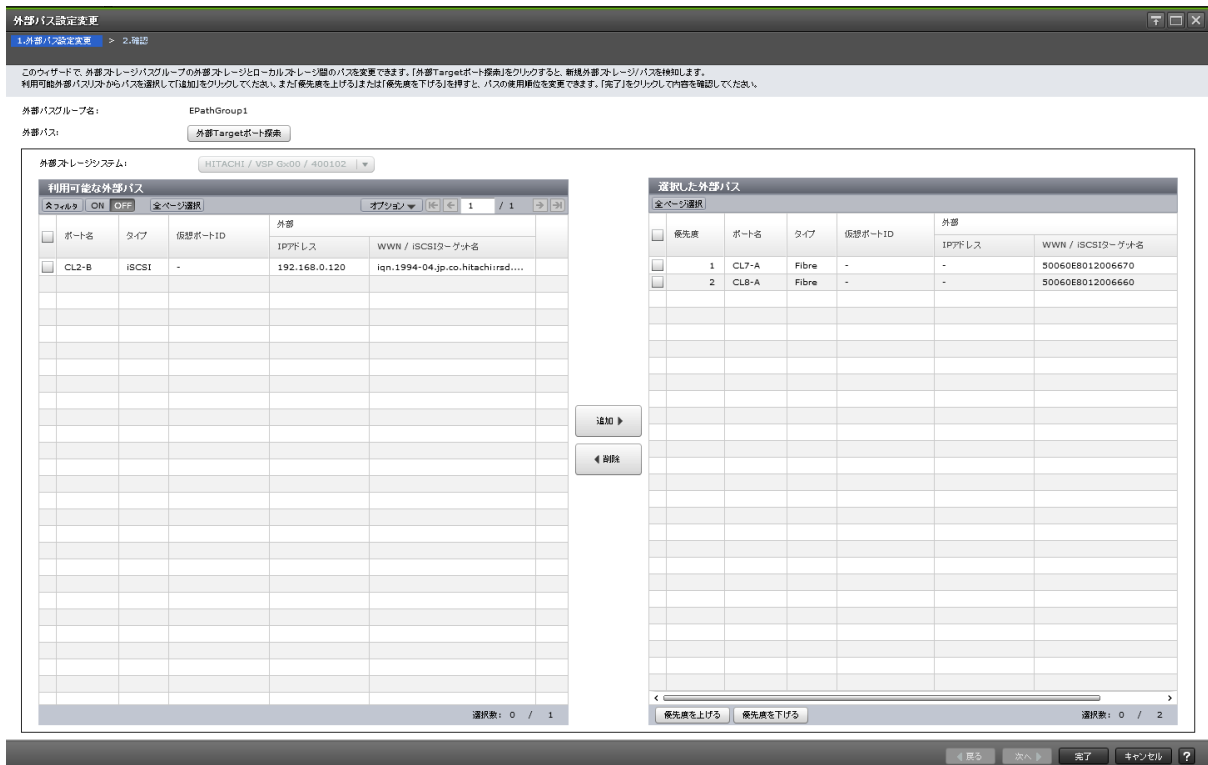 外部パス設定変更
1.外部パス設定変更 > 2.確認
このウィザードで、外部ストレージパスグループの外部ストレージとローカルストレージ間のパスを変更できます。「外部Targetポート探索」をクリックすると、新規外部ストレージ/パスを検知します。
利用可能外部パスリストからパスを選択して「追加」をクリックしてください。また「優先度を上げる」または「優先度を下げる」を押すと、パスの使用順位を変更できます。「完了」をクリックして内容を確認してください。
外部パスグループ名: EPathGroup1
外部パス: 外部Targetポート探索
外部ストレージシステム: HITACHI / VSP Gx00 / 400102
利用可能な外部パス
フィルタ ON OFF 全ページ選択 オプション 1 / 1
ポート名 タイプ 仮想ポートID 外部
IPアドレス WWN / iSCSIターゲット名
CL2-B iSCSI - 192.168.0.120 iqn.1994-04.jp.co.hitachi:rsd....
選択数: 0 / 1
追加
削除
選択した外部パス
全ページ選択
優先度 ポート名 タイプ 仮想ポートID 外部
IPアドレス WWN / iSCSIターゲット名
1 CL7-A Fibre - - 50060E8012006670
2 CL8-A Fibre - - 50060E8012006660
優先度を上げる 優先度を下げる 選択数: 0 / 2
戻る 次へ 完了 キャンセル ?